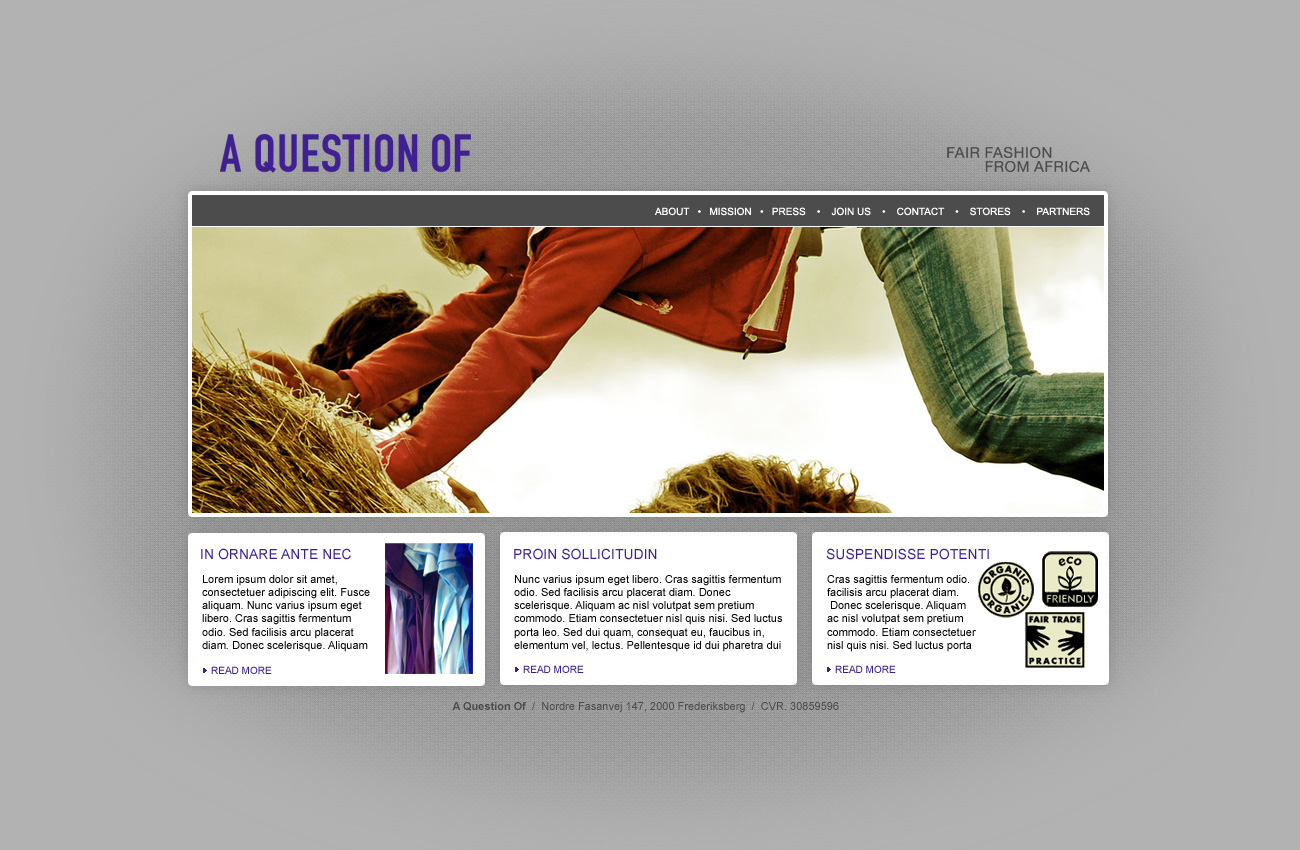 A QUESTION OF
FAIR FASHION
FROM AFRICA
ABOUT • MISSION • PRESS • JOIN US • CONTACT • STORES • PARTNERS
IN ORNARE ANTE NEC
Lorem ipsum dolor sit amet,
consectetuer adipiscing elit. Fusce
aliquam. Nunc varius ipsum eget
libero. Cras sagittis fermentum
odio. Sed facilisis arcu placerat
diam. Donec scelerisque. Aliquam
READ MORE
PROIN SOLLICITUDIN
Nunc varius ipsum eget libero. Cras sagittis fermentum
odio. Sed facilisis arcu placerat diam. Donec
scelerisque. Aliquam ac nisl volutpat sem pretium
commodo. Etiam consectetuer nisl quis nisi. Sed luctus
porta leo. Sed dui quam, consequat eu, faucibus in,
elementum vel, lectus. Pellentesque id dui pharetra dui
READ MORE
SUSPENDISSE POTENTI
Cras sagittis fermentum odio.
facilisis arcu placerat diam.
Donec scelerisque. Aliquam
ac nisl volutpat sem pretium
commodo. Etiam consectetuer
nisl quis nisi. Sed luctus porta
READ MORE
ORGANIC
ORGANIC
eco
FRIENDLY
FAIR TRADE
PRACTICE
A Question Of / Nordre Fasanvej 147, 2000 Frederiksberg / CVR. 30859596